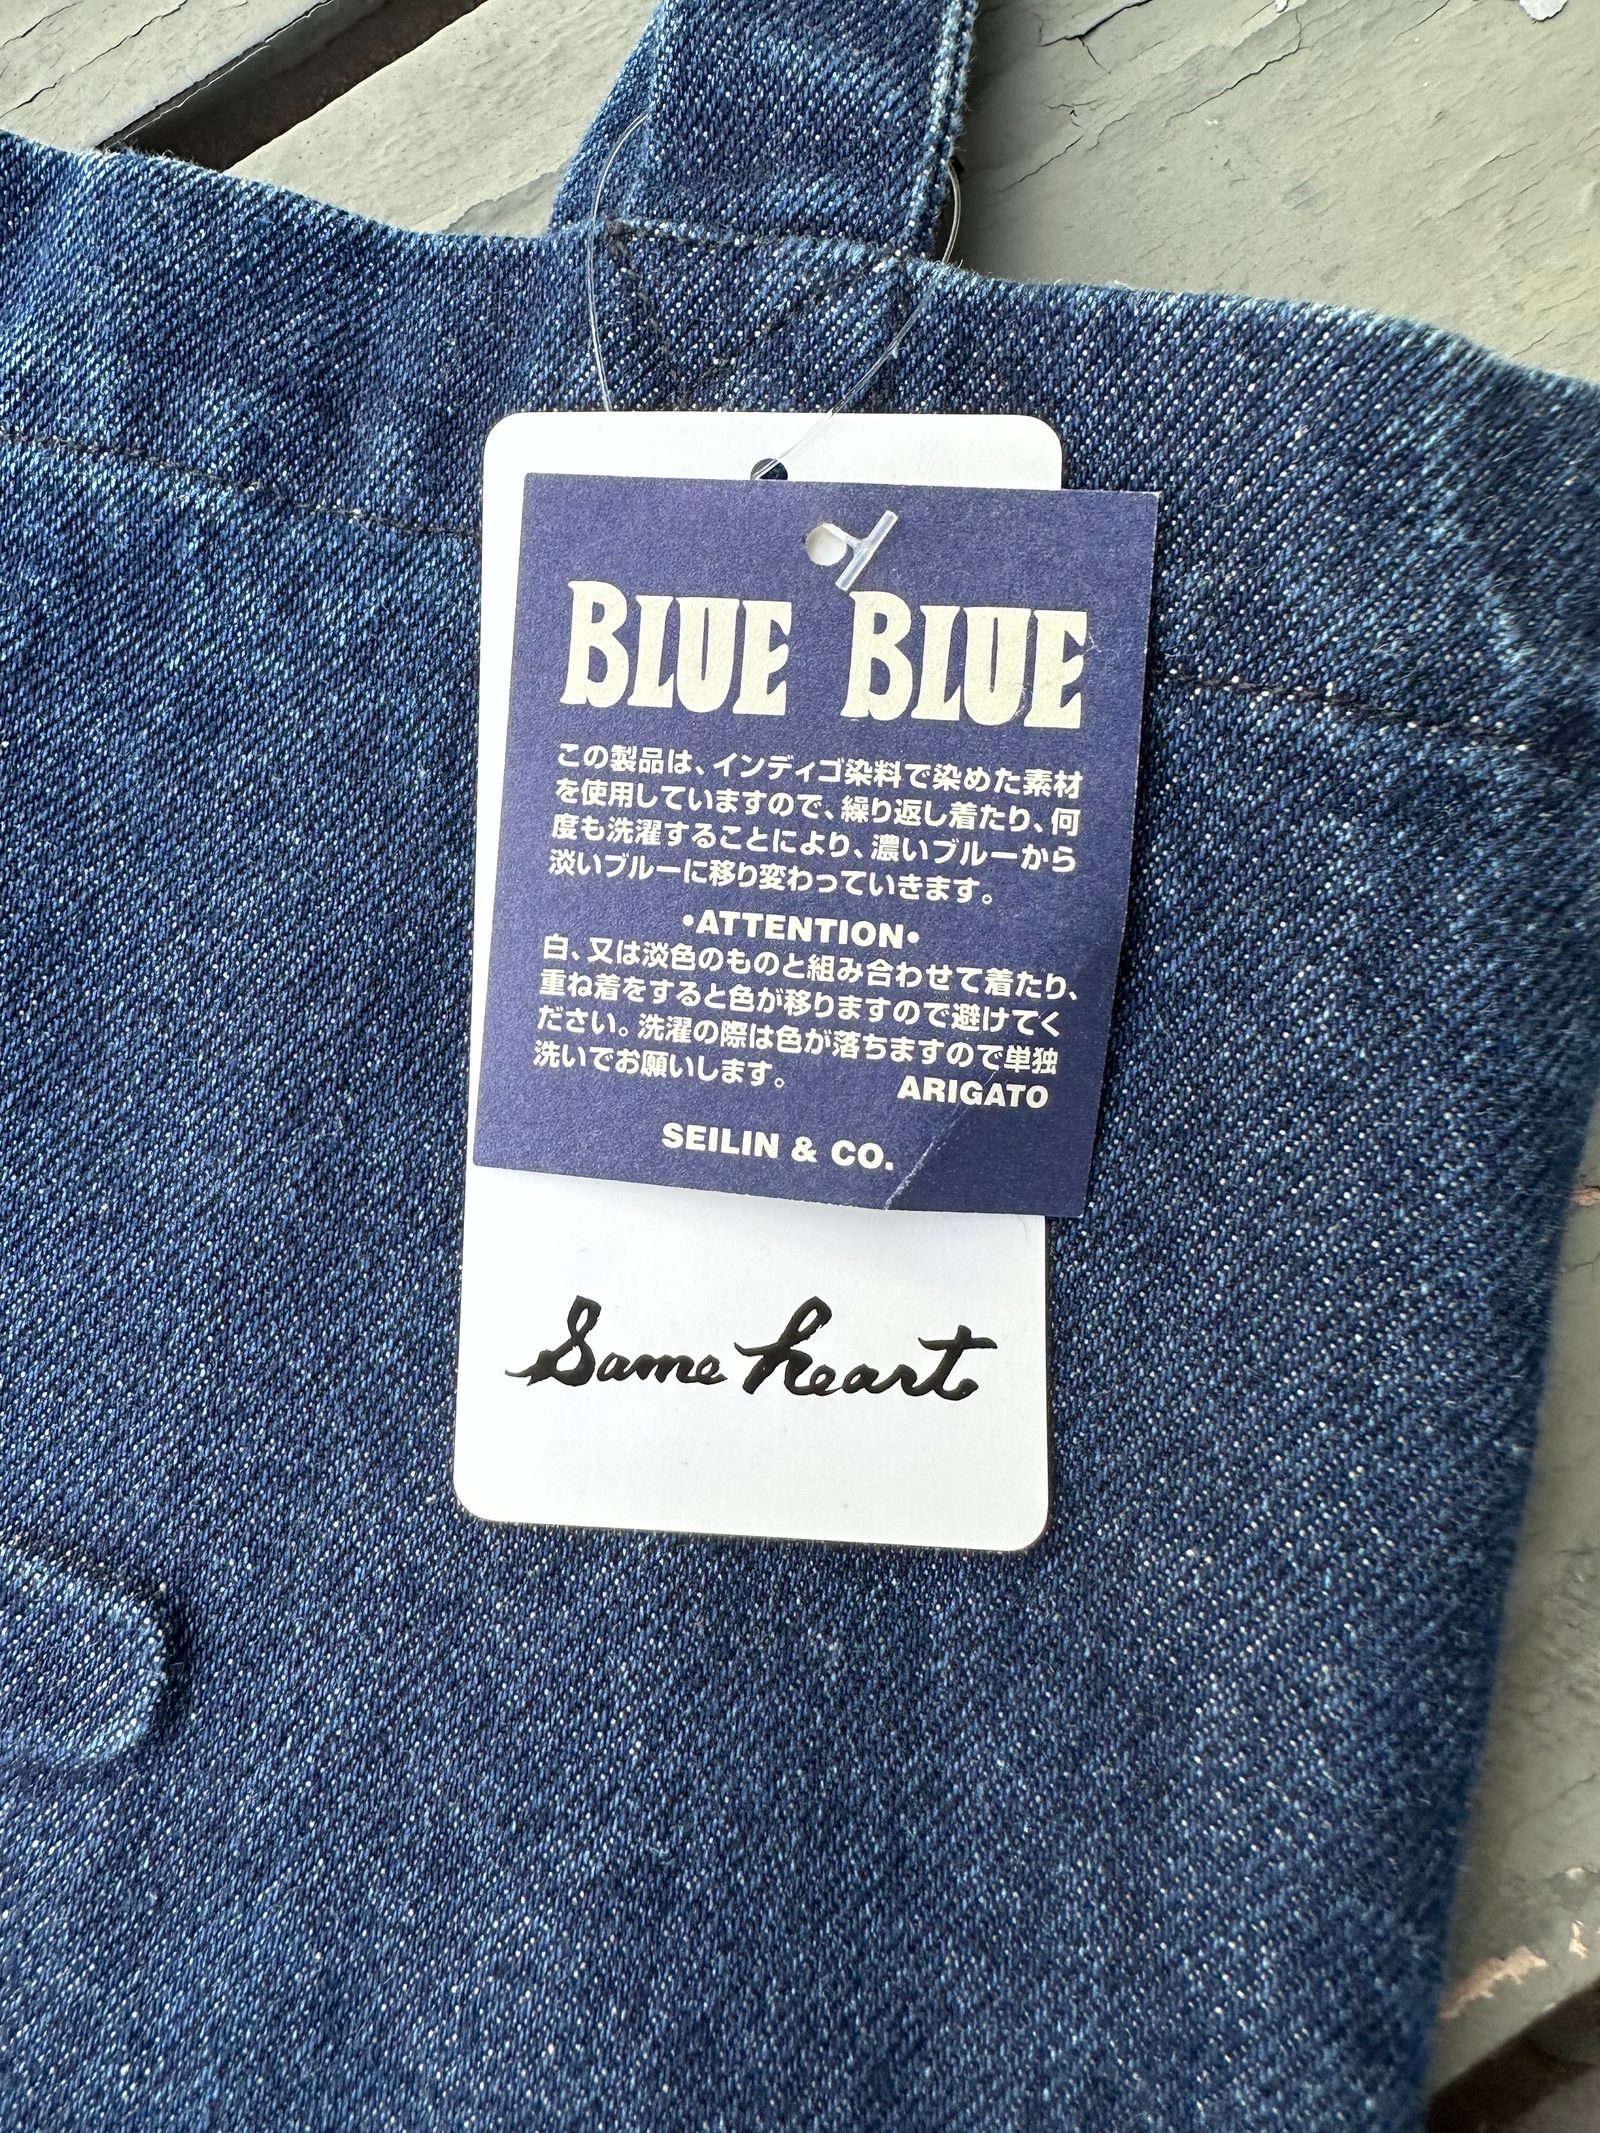 BLUE BLUE
この製品は、インディゴ染料で染めた素材
を使用していますので、繰り返し着たり、何
度も洗濯することにより、濃いブルーから
淡いブルーに移り変わっていきます。
•ATTENTION•
白、又は淡色のものと組み合わせて着たり、
重ね着をすると色が移りますので避けてく
ださい。洗濯の際は色が落ちますので単独
洗いでお願いします。
ARIGATO
SEILIN & CO.
Same heart